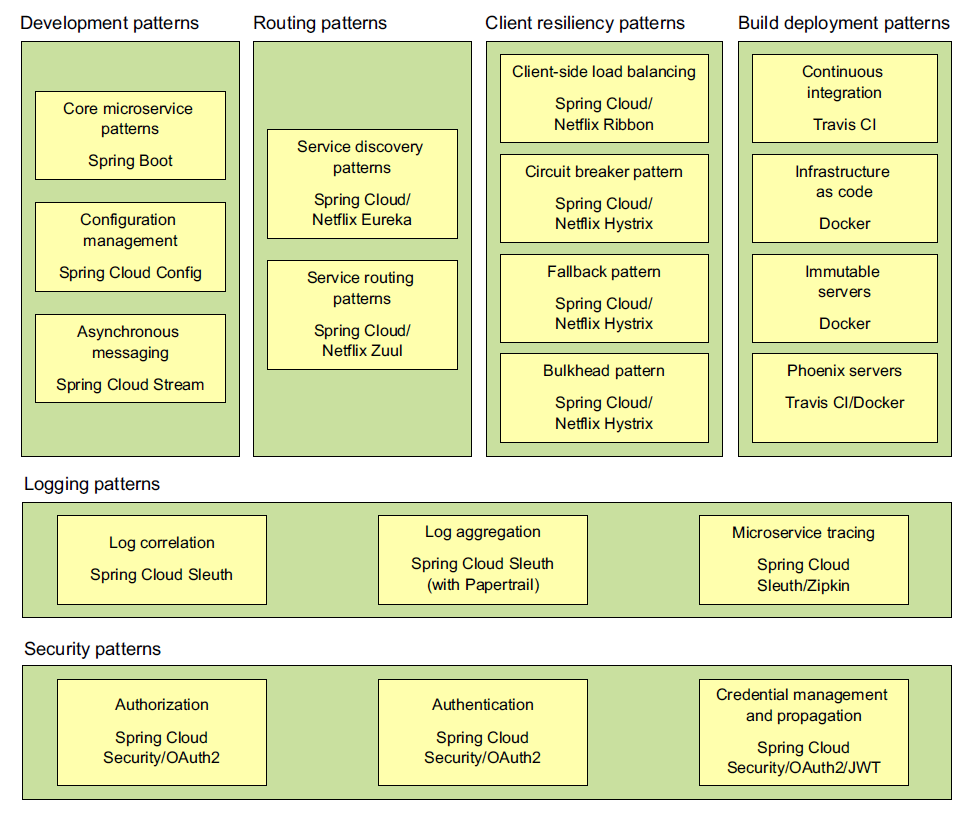 Development patterns
Core microservice
patterns
Spring Boot
Configuration
management
Spring Cloud Config
Asynchronous
messaging
Spring Cloud Stream
Routing patterns
Service discovery
patterns
Spring Cloud/
Netflix Eureka
Service routing
patterns
Spring Cloud/
Netflix Zuul
Client resiliency patterns
Client-side load balancing
Spring Cloud/
Netflix Ribbon
Circuit breaker pattern
Spring Cloud/
Netflix Hystrix
Fallback pattern
Spring Cloud/
Netflix Hystrix
Bulkhead pattern
Spring Cloud/
Netflix Hystrix
Build deployment patterns
Continuous
integration
Travis CI
Infrastructure
as code
Docker
Immutable
servers
Docker
Phoenix servers
Travis CI/Docker
Logging patterns
Log correlation
Spring Cloud Sleuth
Log aggregation
Spring Cloud Sleuth
(with Papertrail)
Microservice tracing
Spring Cloud
Sleuth/Zipkin
Security patterns
Authorization
Spring Cloud
Security/OAuth2
Authentication
Spring Cloud
Security/OAuth2
Credential management
and propagation
Spring Cloud
Security/OAuth2/JWT